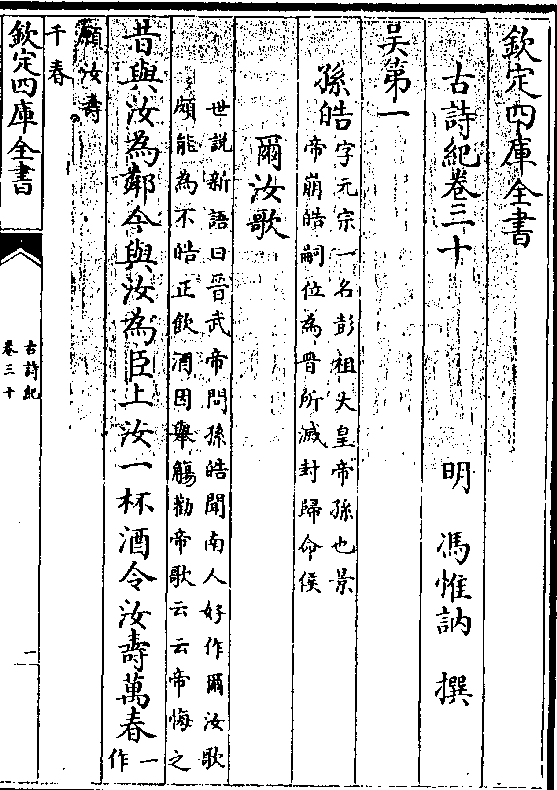 欽定四庫全書
古詩紀卷三十
明 馮惟訥 撰
吴第一
孫皓
字元宗一名彭祖大皇帝孫也景
帝崩皓嗣位為晉所滅封歸命侯
爾汝歌
世說新語曰晉武帝問孫皓聞南人好作爾汝歌
頗能為不皓正飲酒因舉觴勸帝歌云云帝悔之
昔與汝為鄰今與汝為臣上汝一杯酒令汝壽萬春
一
作
願汝壽
千春
欽定四庫全書
古詩紀
卷三十
一